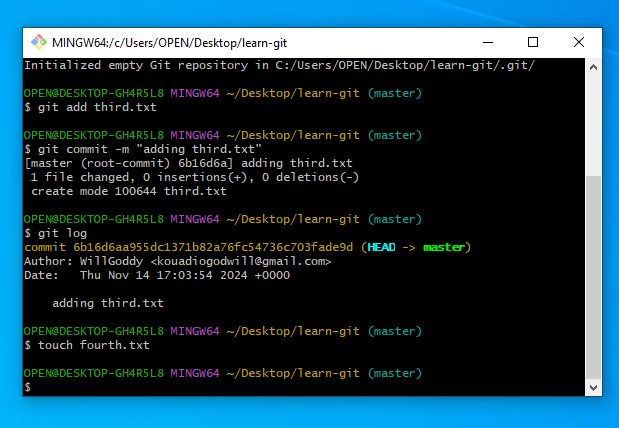 MINGW64:/c/Users/OPEN/Desktop/learn-git
Initialized empty Git repository in C:/Users/OPEN/Desktop/learn-git/.git/
OPEN@DESKTOP-GH4R5L8 MINGW64 ~/Desktop/learn-git (master)
$ git add third.txt
OPEN@DESKTOP-GH4R5L8 MINGW64 ~/Desktop/learn-git (master)
$ git commit -m "adding third.txt"
[master (root-commit) 6b16d6a] adding third.txt
 1 file changed, 0 insertions(+), 0 deletions(-)
 create mode 100644 third.txt
OPEN@DESKTOP-GH4R5L8 MINGW64 ~/Desktop/learn-git (master)
$ git log
commit 6b16d6aa955dc1371b82a76fc54736c703fade9d (HEAD -> master)
Author: WillGoddy <kouadiogodwill@gmail.com>
Date:   Thu Nov 14 17:03:54 2024 +0000
    adding third.txt
OPEN@DESKTOP-GH4R5L8 MINGW64 ~/Desktop/learn-git (master)
$ touch fourth.txt
OPEN@DESKTOP-GH4R5L8 MINGW64 ~/Desktop/learn-git (master)
$